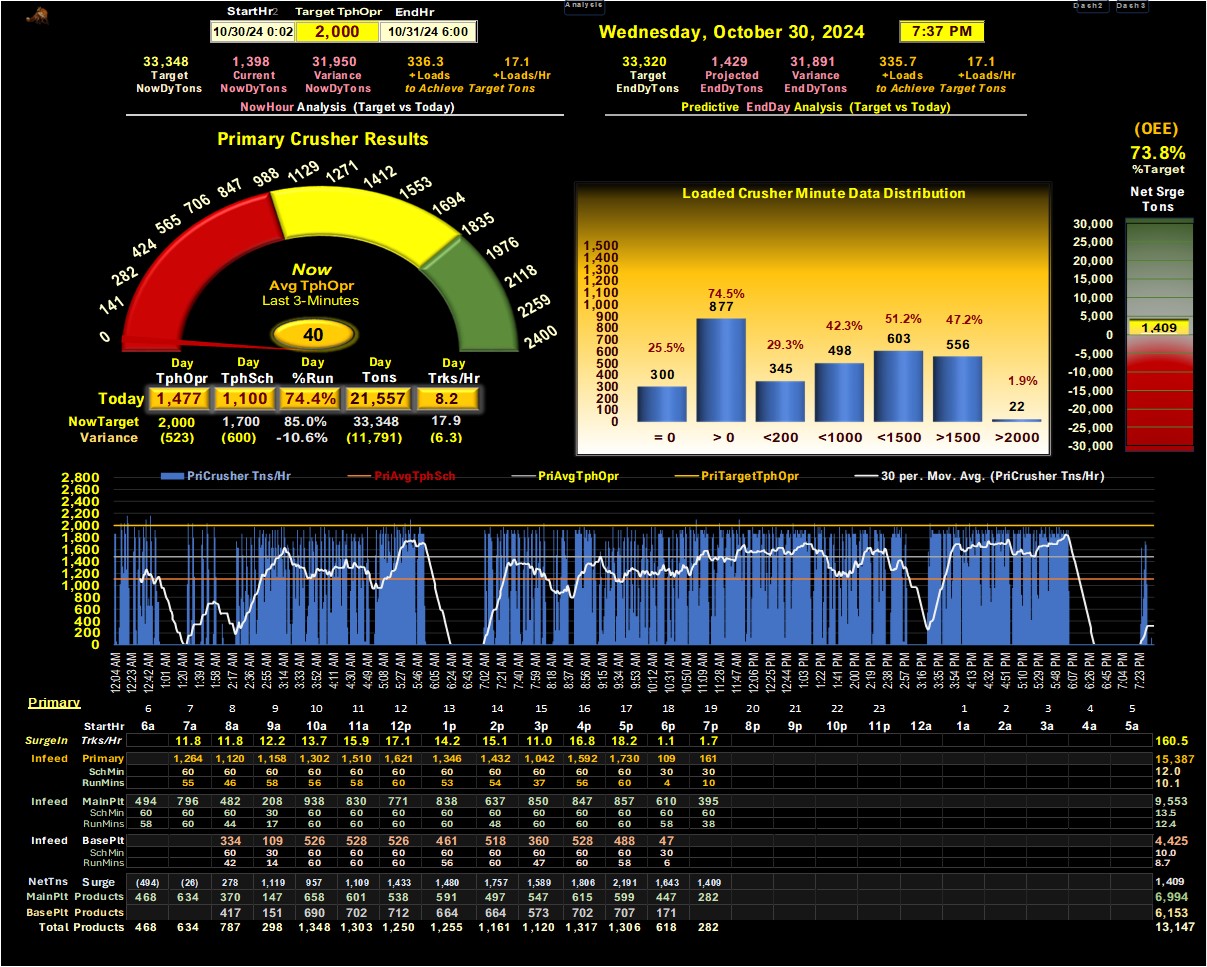 Analysis
Dash2 Dash3
StartHr2 Target TphOpr EndHr
10/30/24 0:02 2,000 10/31/24 6:00
Wednesday, October 30, 2024 7:37 PM
33,348 1,398 31,950 336.3 17.1
Target Current Variance +Loads +Loads/Hr
NowDyTons NowDyTons NowDyTons to Achieve Target Tons
NowHour Analysis (Target vs Today)
33,320 1,429 31,891 335.7 17.1
Target Projected Variance +Loads +Loads/Hr
EndDyTons EndDyTons EndDyTons to Achieve Target Tons
Predictive EndDay Analysis (Target vs Today)
(OEE)
73.8%
%Target
Net Srge
Tons
30,000
25,000
20,000
15,000
10,000
5,000
1,409
0
-5,000
-10,000
-15,000
-20,000
-25,000
-30,000
Primary Crusher Results
0 141 282 424 565 706 847 988 1129 1271 1412 1553 1694 1835 1976 2118 2259 2400
Now
Avg TphOpr
Last 3-Minutes
40
Day Day Day Day Day
TphOpr TphSch %Run Tons Trks/Hr
Today 1,477 1,100 74.4% 21,557 8.2
NowTarget 2,000 1,700 85.0% 33,348 17.9
Variance (523) (600) -10.6% (11,791) (6.3)
Loaded Crusher Minute Data Distribution
1,500
1,400
1,300
1,200
1,100
1,000
900
800
700
600
500
400
300
200
100
0
25.5% 74.5% 29.3% 42.3% 51.2% 47.2% 1.9%
300 877 345 498 603 556 22
= 0 > 0 <200 <1000 <1500 >1500 >2000
PriCrusher Tns/Hr PriAvgTphSch PriAvgTphOpr PriTargetTphOpr 30 per. Mov. Avg. (PriCrusher Tns/Hr)
2,800
2,600
2,400
2,200
2,000
1,800
1,600
1,400
1,200
1,000
800
600
400
200
0
12:04 AM 12:23 AM 12:42 AM 1:01 AM 1:20 AM 1:39 AM 1:58 AM 2:17 AM 2:36 AM 2:55 AM 3:14 AM 3:33 AM 3:52 AM 4:11 AM 4:30 AM 4:49 AM 5:08 AM 5:27 AM 5:46 AM 6:05 AM 6:24 AM 6:43 AM 7:02 AM 7:21 AM 7:40 AM 7:59 AM 8:18 AM 8:37 AM 8:56 AM 9:15 AM 9:34 AM 9:53 AM 10:12 AM 10:31 AM 10:50 AM 11:09 AM 11:28 AM 11:47 AM 12:06 PM 12:25 PM 12:44 PM 1:03 PM 1:22 PM 1:41 PM 2:00 PM 2:19 PM 2:38 PM 2:57 PM 3:16 PM 3:35 PM 3:54 PM 4:13 PM 4:32 PM 4:51 PM 5:10 PM 5:29 PM 5:48 PM 6:07 PM 6:26 PM 6:45 PM 7:04 PM 7:23 PM
Primary 6 7 8 9 10 11 12 13 14 15 16 17 18 19 20 21 22 23 1 2 3 4 5
StartHr 6a 7a 8a 9a 10a 11a 12p 1p 2p 3p 4p 5p 6p 7p 8p 9p 10p 11p 12a 1a 2a 3a 4a 5a
SurgeIn Trks/Hr 11.8 11.8 12.2 13.7 15.9 17.1 14.2 15.1 11.0 16.8 18.2 1.1 1.7 160.5
Infeed Primary 1,264 1,120 1,158 1,302 1,510 1,621 1,346 1,432 1,042 1,592 1,730 109 161 15,387
SchMin 60 60 60 60 60 60 60 60 60 60 60 30 30 12.0
RunMins 55 46 58 56 58 60 53 54 37 56 60 4 10 10.1
Infeed MainPlt 494 796 482 208 938 830 771 838 637 850 847 857 610 395 9,553
SchMin 60 60 60 30 60 60 60 60 60 60 60 60 60 60 13.5
RunMins 58 60 44 17 60 60 60 60 48 60 60 60 58 38 12.4
Infeed BasePlt 334 109 526 528 526 461 518 360 528 488 47 4,425
SchMin 60 30 60 60 60 60 60 60 60 60 30 10.0
RunMins 42 14 60 60 60 56 60 47 60 58 6 8.7
NetTns Surge (494) (26) 278 1,119 957 1,109 1,433 1,480 1,757 1,589 1,806 2,191 1,643 1,409 1,409
MainPlt Products 468 634 370 147 658 601 538 591 497 547 615 599 447 282 6,994
BasePlt Products 417 151 690 702 712 664 664 573 702 707 171 6,153
Total Products 468 634 787 298 1,348 1,303 1,250 1,255 1,161 1,120 1,317 1,306 618 282 13,147